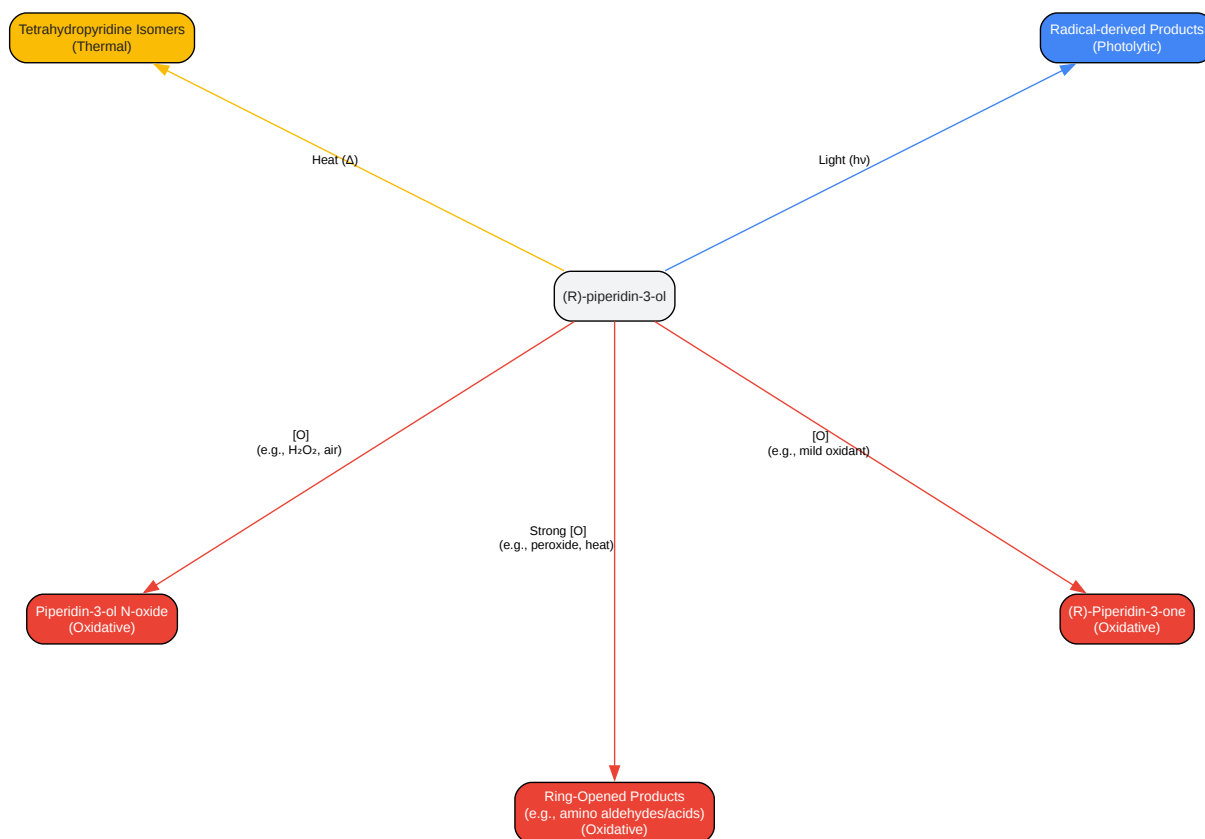 Tetrahydropyridine Isomers
(Thermal)
Radical-derived Products
(Photolytic)
Heat (Δ)
Light (hν)
(R)-piperidin-3-ol
[O]
(e.g., H₂O₂, air)
[O]
(e.g., mild oxidant)
Strong [O]
(e.g., peroxide, heat)
Piperidin-3-ol N-oxide
(Oxidative)
(R)-Piperidin-3-one
(Oxidative)
Ring-Opened Products
(e.g., amino aldehydes/acids)
(Oxidative)